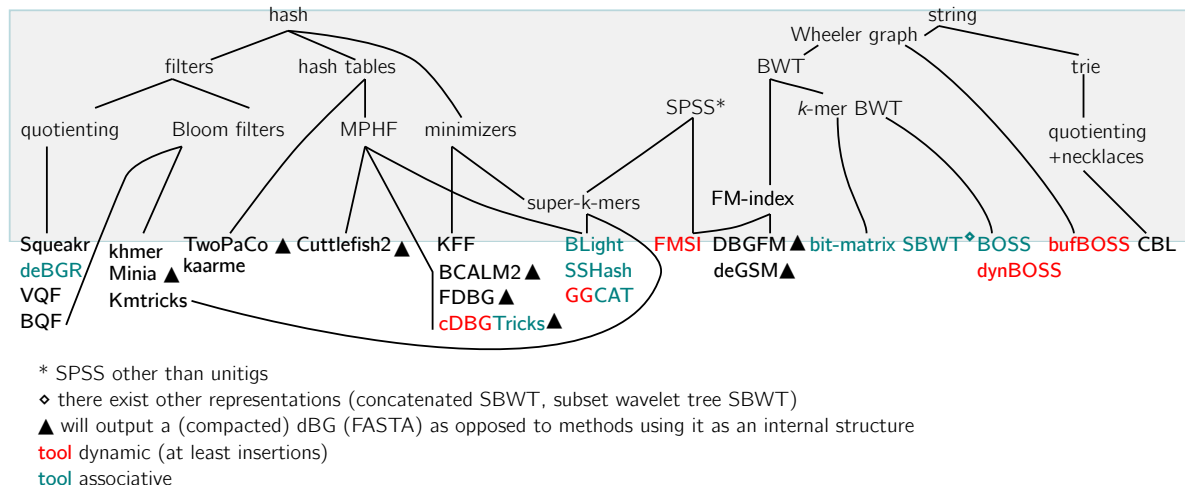 hash
string
Wheeler graph
filters
hash tables
BWT
trie
SPSS*
k-mer BWT
quotienting
Bloom filters
MPHF
minimizers
quotienting
+necklaces
super-k-mers
FM-index
Squeakr
deBGR
VQF
BQF
khmer
Minia ▲
Kmtricks
TwoPaCo ▲
kaarme
Cuttlefish2 ▲
KFF
BCALM2 ▲
FDBG ▲
cDBGTricks ▲
BLight
SSHash
GGCAT
FMSI
DBGFM ▲
deGSM ▲
bit-matrix SBWT⋄
BOSS
dynBOSS
bufBOSS
CBL
* SPSS other than unitigs
⋄ there exist other representations (concatenated SBWT, subset wavelet tree SBWT)
▲ will output a (compacted) dBG (FASTA) as opposed to methods using it as an internal structure
tool dynamic (at least insertions)
tool associative